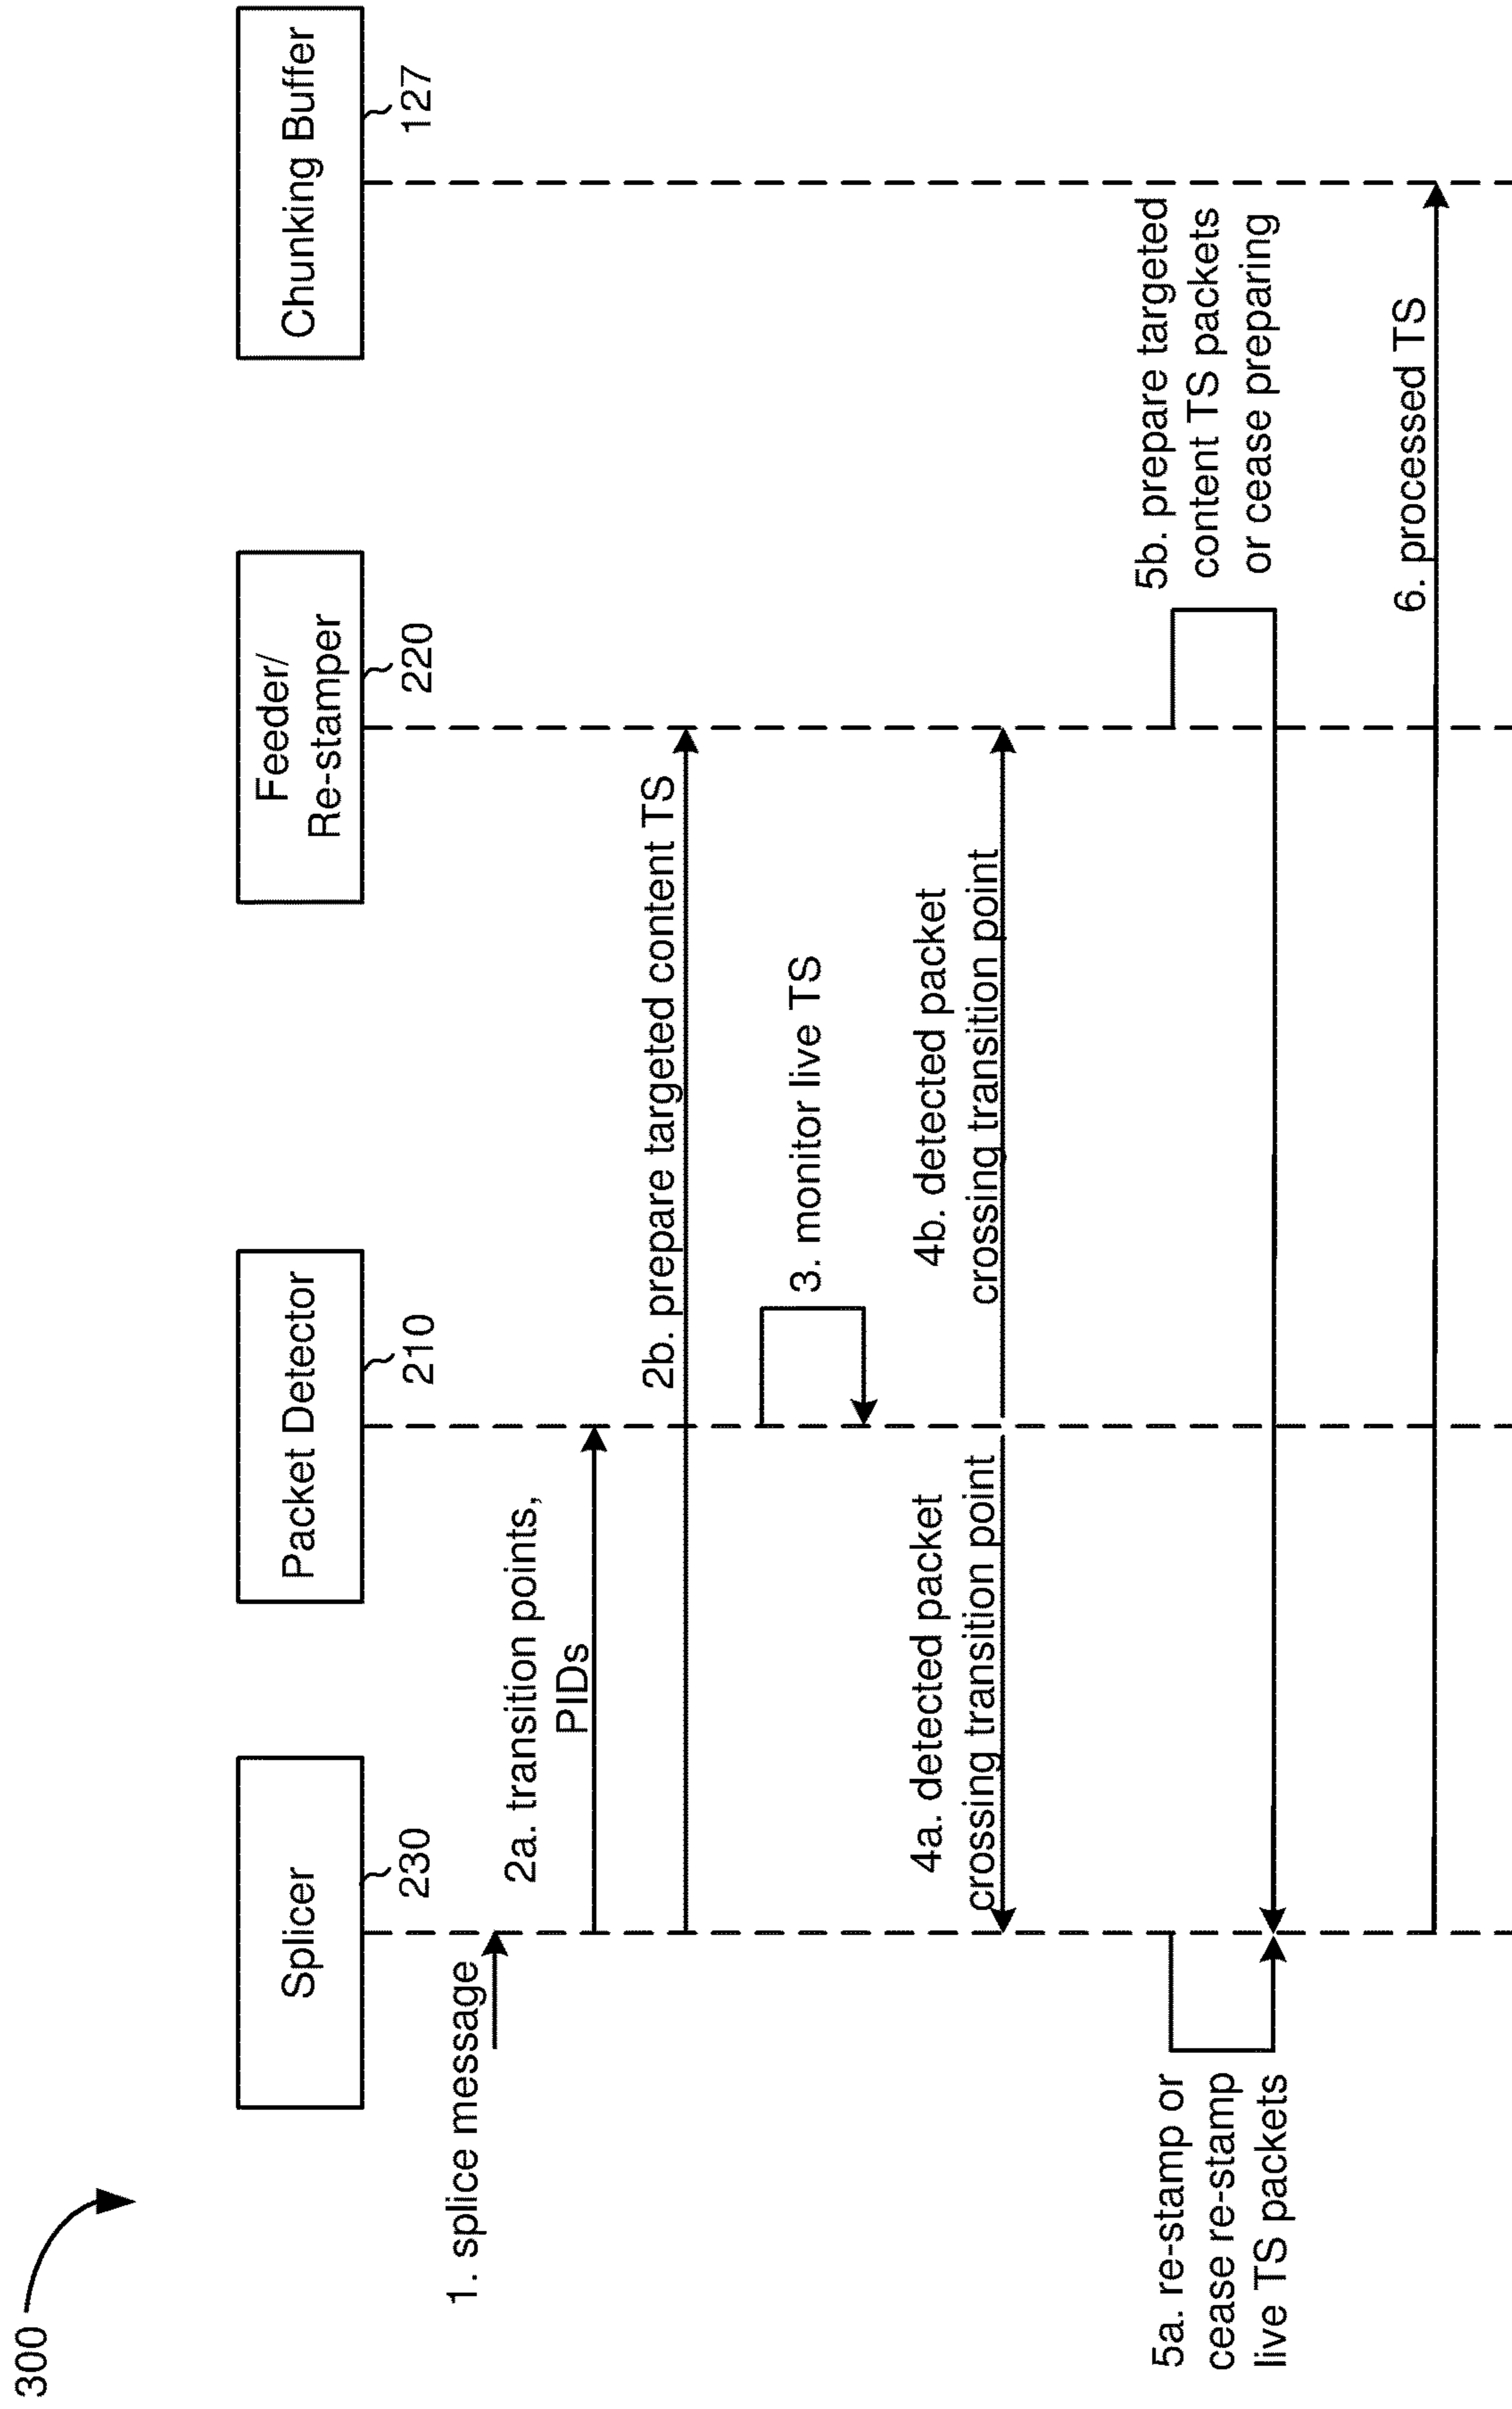 300
Splicer
230
Packet Detector
210
Feeder/
Re-stamper
220
Chunking Buffer
127
1. splice message
2a. transition points,
PIDs
2b. prepare targeted content TS
3. monitor live TS
4a. detected packet
crossing transition point
4b. detected packet
crossing transition point
5a. re-stamp or
cease re-stamp
live TS packets
5b. prepare targeted
content TS packets
or cease preparing
6. processed TS